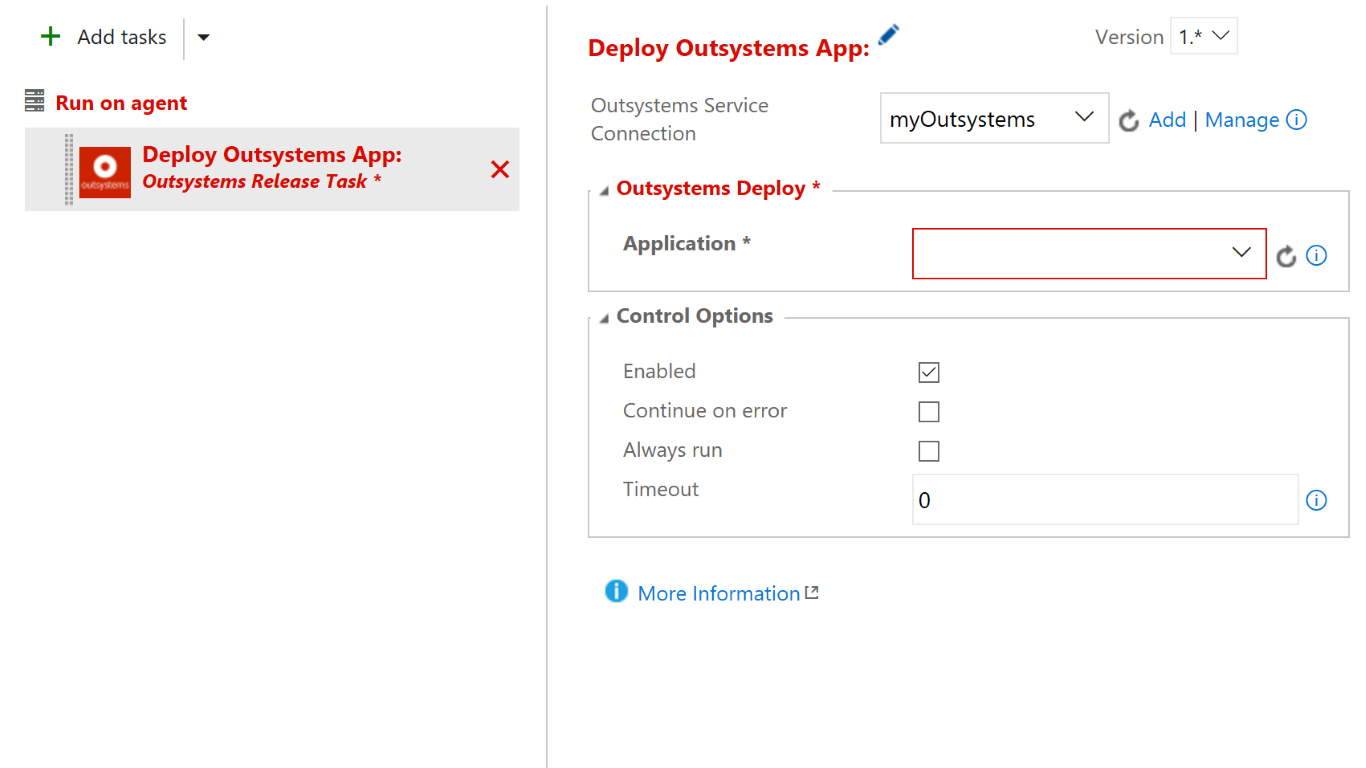 Add tasks
Run on agent
Deploy Outsystems App:
outsystems
Outsystems Release Task *
Deploy Outsystems App:
Version 1.*
Outsystems Service
Connection
myOutsystems
Add | Manage
Outsystems Deploy *
Application *
Control Options
Enabled
Continue on error
Always run
Timeout
0
More Information